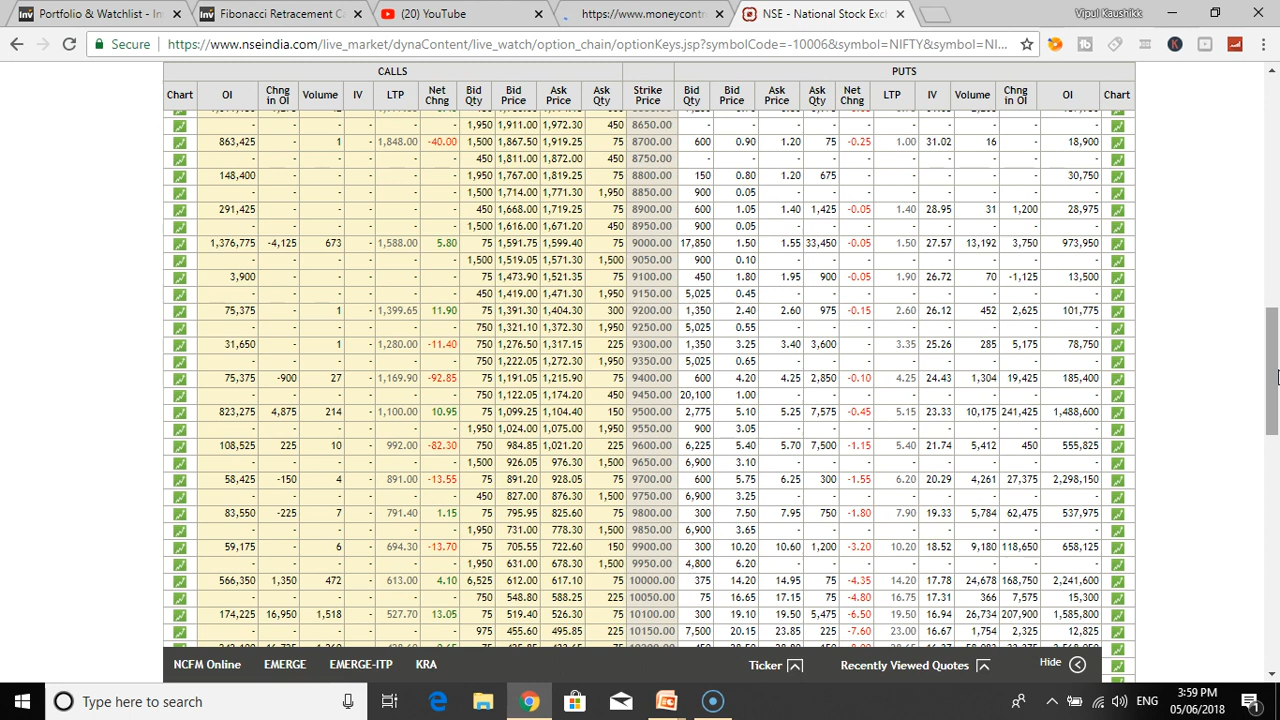 Portfolio & Watchlist - In
Fibonacci Retracement Ca
(20) YouTube
https://www.moneycontr
NSE - National Stock Exch
Vipul Kaushikk
Secure
https://www.nseindia.com/live_market/dynaContent/live_watch/option_chain/optionKeys.jsp?symbolCode=-10006&symbol=NIFTY&symbol=NI...
CALLS PUTS
Chart OI Chng in OI Volume IV LTP Net Chng Bid Qty Bid Price Ask Price Ask Qty Strike Price Bid Qty Bid Price Ask Price Ask Qty Net Chng LTP IV Volume Chng in OI OI Chart
- - - - - - 1,950 1,911.00 1,972.30 450 8650.00 - - - - - - - - - -
863,425 - 1 - 1,848.00 -40.00 1,500 1,867.50 1,919.25 75 8700.00 600 0.90 1.20 75 -0.25 1.00 31.02 16 - 18,900
- - - - - - 450 1,811.00 1,872.00 450 8750.00 - - - - - - - - - -
148,400 - - - - - 1,950 1,767.00 1,819.25 75 8800.00 150 0.80 1.20 675 - - - - - 30,750
- - - - - - 1,500 1,714.00 1,771.30 1,950 8850.00 900 0.05 - - - - - - - -
291,425 - - - - - 450 1,668.00 1,719.25 75 8900.00 600 1.05 1.40 1,425 -0.05 1.40 28.95 31 1,200 28,975
- - - - - - 1,500 1,616.00 1,671.20 450 8950.00 900 0.05 - - - - - - - -
1,376,775 -4,125 673 - 1,588.00 5.80 75 1,591.75 1,599.40 75 9000.00 17,850 1.50 1.55 33,450 -0.05 1.50 27.57 13,192 3,750 973,950
- - - - - - 1,500 1,519.05 1,571.30 1,500 9050.00 900 0.10 - - - - - - - -
3,900 - - - - - 75 1,473.90 1,521.35 75 9100.00 450 1.80 1.95 900 -0.05 1.90 26.72 70 -1,125 13,500
- - - - - - 450 1,419.00 1,471.30 1,950 9150.00 5,025 0.45 - - - - - - - -
75,375 - 1 - 1,399.65 11.90 75 1,391.30 1,404.30 300 9200.00 1,350 2.40 2.60 975 -0.15 2.60 26.12 452 2,625 101,775
- - - - - - 750 1,321.10 1,372.30 1,950 9250.00 5,025 0.55 - - - - - - - -
31,650 - 1 - 1,280.00 -11.40 750 1,276.50 1,317.15 225 9300.00 1,350 3.25 3.40 3,600 - 3.35 25.26 285 5,175 78,750
- - - - - - 750 1,222.05 1,272.30 1,950 9350.00 5,025 0.65 - - - - - - - -
75,375 -900 27 - 1,169.90 -92.85 75 1,191.05 1,215.90 75 9400.00 600 4.20 4.25 2,850 -0.10 4.25 24.43 1,304 19,425 185,400
- - - - - - 750 1,122.05 1,174.20 450 9450.00 20,100 1.00 - - - - - - - -
823,275 4,875 214 - 1,100.00 10.95 75 1,099.25 1,104.40 150 9500.00 2,775 5.10 5.25 7,575 -0.45 5.15 23.33 10,175 241,425 1,488,600
- - - - - - 1,950 1,024.00 1,075.00 1,950 9550.00 900 3.05 - - - - - - - -
108,525 225 10 - 992.00 -82.30 750 984.85 1,021.20 225 9600.00 6,225 5.40 5.70 7,500 -1.15 5.40 21.74 5,412 450 555,825
- - - - - - 1,500 926.05 976.30 1,500 9650.00 6,900 3.10 - - - - - - - -
58,425 -150 4 - 891.00 -13.55 75 891.20 928.05 75 9700.00 600 5.75 6.25 300 -1.55 6.20 20.29 4,261 27,375 2,298,150
- - - - - - 450 827.00 876.30 1,500 9750.00 6,900 3.25 - - - - - - - -
83,550 -225 7 - 791.40 1.15 75 795.95 825.60 75 9800.00 300 7.50 7.95 750 -1.80 7.90 19.33 5,784 62,475 537,975
- - - - - - 1,950 731.00 778.30 1,500 9850.00 6,900 3.65 - - - - - - - -
59,175 - 6 - 694.30 -13.70 75 705.55 722.60 150 9900.00 300 10.20 10.60 1,200 -3.20 10.20 18.52 9,180 118,650 658,125
- - - - - - 1,950 631.00 678.30 1,500 9950.00 4,800 6.20 - - - - - - - -
566,350 1,350 472 - 613.00 4.10 6,525 612.00 617.10 75 10000.00 375 14.20 14.95 75 -4.35 14.20 17.78 24,678 168,750 2,241,600
- - - - - - 750 548.80 588.25 225 10050.00 75 16.65 17.15 75 -4.80 16.75 17.31 366 7,575 15,300
174,225 16,950 1,518 - 527.70 13.05 75 519.40 526.30 75 10100.00 300 19.10 19.50 5,475 -6.50 19.50 16.94 26,734 207,900 1,585,800
- - - - - - 975 455.60 495.85 225 10150.00 7,500 20.15 23.85 225 -7.60 23.00 16.67 1,754 2,325 12,825
NCFM Online EMERGE EMERGE-ITP KRA Ticker Recently Viewed Quotes Hide
Type here to search
ENG
3:59 PM
05/06/2018